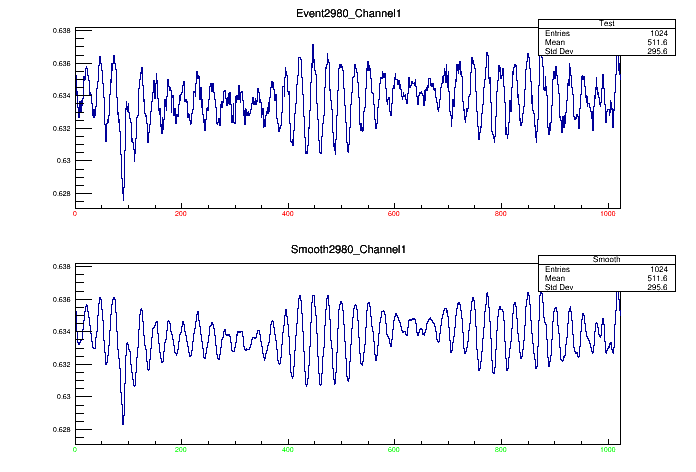 Event2980_Channel1
Test
Entries 1024
Mean 511.6
Std Dev 295.6
0.638
0.636
0.634
0.632
0.63
0.628
0 200 400 600 800 1000
Smooth2980_Channel1
Smooth
Entries 1024
Mean 511.6
Std Dev 295.6
0.638
0.636
0.634
0.632
0.63
0.628
0 200 400 600 800 1000